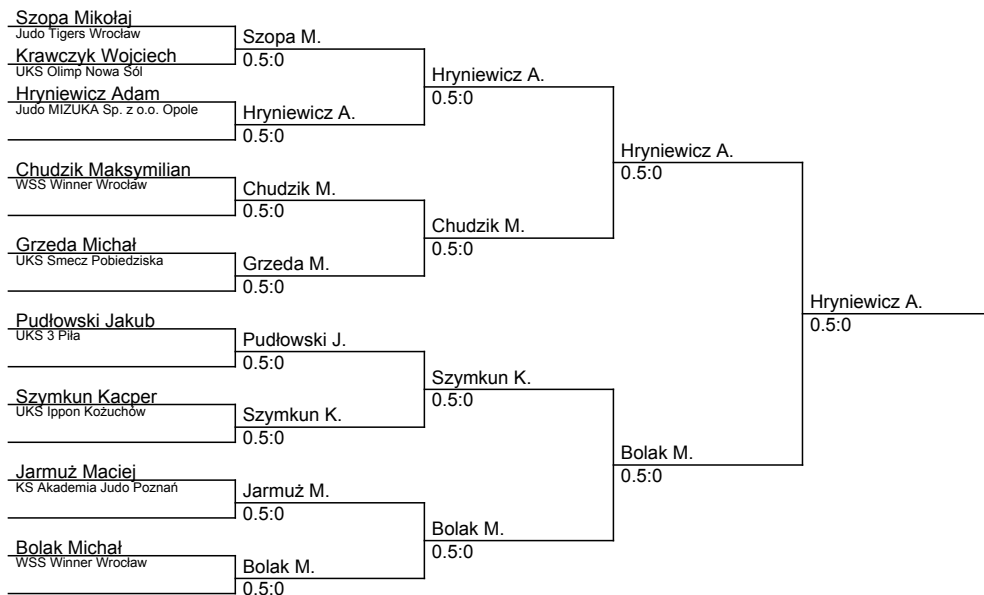 Szopa Mikołaj
Judo Tigers Wrocław
Krawczyk Wojciech
UKS Olimp Nowa Sól
Hryniewicz Adam
Judo MIZUKA Sp. z o.o. Opole
Chudzik Maksymilian
WSS Winner Wrocław
Grzeda Michał
UKS Smecz Pobiedziska
Pudłowski Jakub
UKS 3 Piła
Szymkun Kacper
UKS Ippon Kożuchów
Jarmuż Maciej
KS Akademia Judo Poznań
Bolak Michał
WSS Winner Wrocław
Szopa M.
0.5:0
Hryniewicz A.
0.5:0
Chudzik M.
0.5:0
Grzeda M.
0.5:0
Pudłowski J.
0.5:0
Szymkun K.
0.5:0
Jarmuż M.
0.5:0
Bolak M.
0.5:0
Hryniewicz A.
0.5:0
Chudzik M.
0.5:0
Szymkun K.
0.5:0
Bolak M.
0.5:0
Hryniewicz A.
0.5:0
Bolak M.
0.5:0
Hryniewicz A.
0.5:0